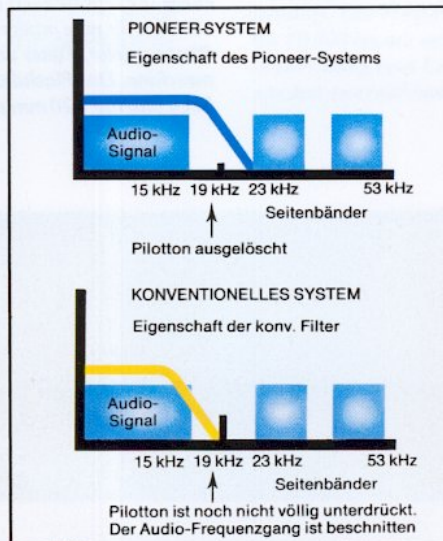 PIONEER-SYSTEM
Eigenschaft des Pioneer-Systems
Audio-
Signal
15 kHz 19 kHz 23 kHz 53 kHz
Seitenbänder
Pilotton ausgelöscht
KONVENTIONELLES SYSTEM
Eigenschaft der konv. Filter
Audio-
Signal
15 kHz 19 kHz 23 kHz 53 kHz
Seitenbänder
Pilotton ist noch nicht völlig unterdrückt.
Der Audio-Frequenzgang ist beschnitten